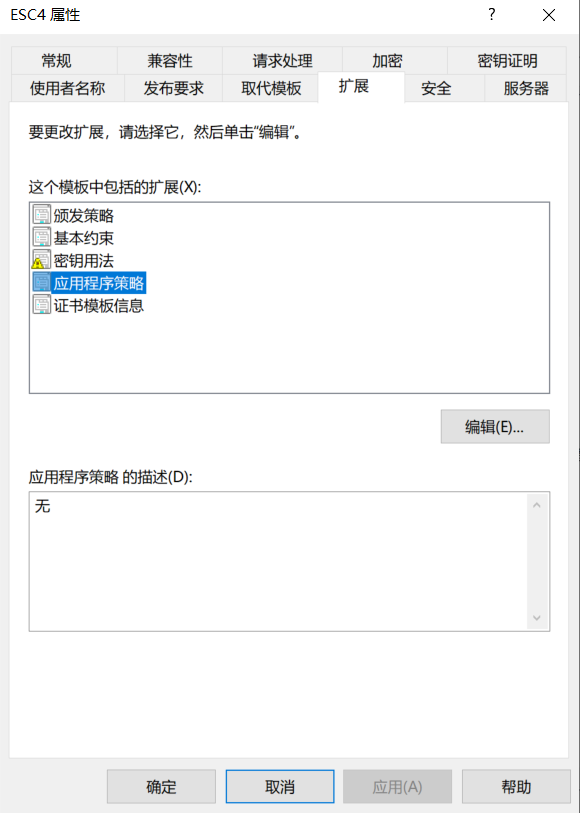 ESC4 属性
常规 兼容性 请求处理 加密 密钥证明
使用者名称 发布要求 取代模板 扩展 安全 服务器
要更改扩展，请选择它，然后单击“编辑”。
这个模板中包括的扩展(X):
颁发策略
基本约束
密钥用法
应用程序策略
证书模板信息
编辑(E)...
应用程序策略 的描述(D):
无
确定 取消 应用(A) 帮助